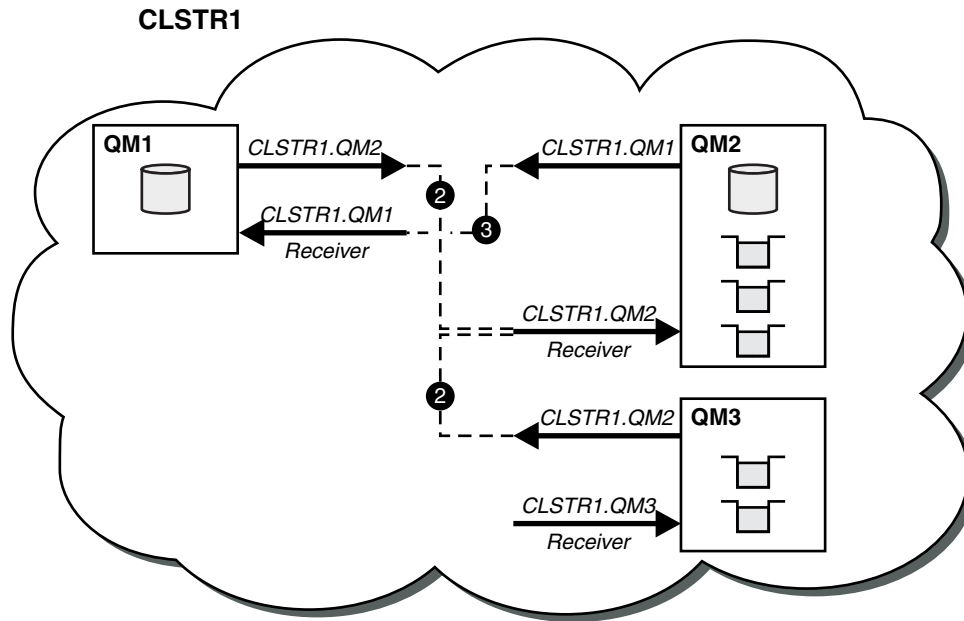 CLSTR1
QM1
CLSTR1.QM2
CLSTR1.QM1
QM2
2
CLSTR1.QM1
3
Receiver
CLSTR1.QM2
Receiver
2
CLSTR1.QM2
QM3
CLSTR1.QM3
Receiver